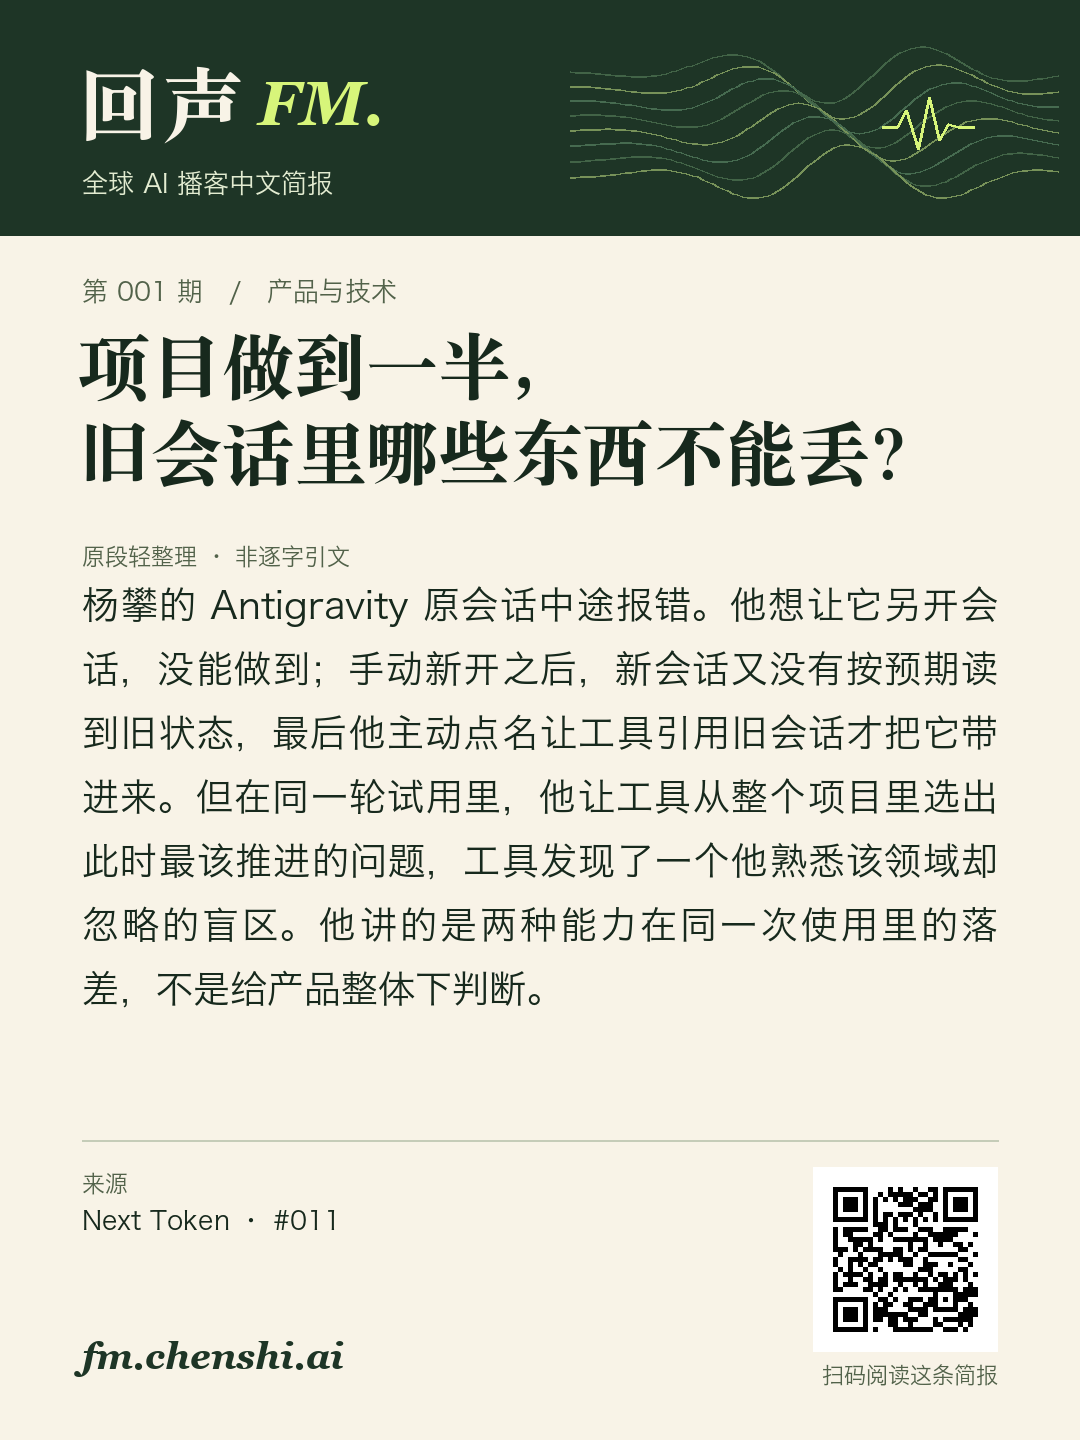 回声 FM.
全球 AI 播客中文简报
第 001 期 / 产品与技术
项目做到一半，
旧会话里哪些东西不能丢？
原段轻整理 · 非逐字引文
杨攀的 Antigravity 原会话中途报错。他想让它另开会
话，没能做到；手动新开之后，新会话又没有按预期读
到旧状态，最后他主动点名让工具引用旧会话才把它带
进来。但在同一轮试用里，他让工具从整个项目里选出
此时最该推进的问题，工具发现了一个他熟悉该领域却
忽略的盲区。他讲的是两种能力在同一次使用里的落
差，不是给产品整体下判断。
来源
Next Token · #011
fm.chenshi.ai
扫码阅读这条简报